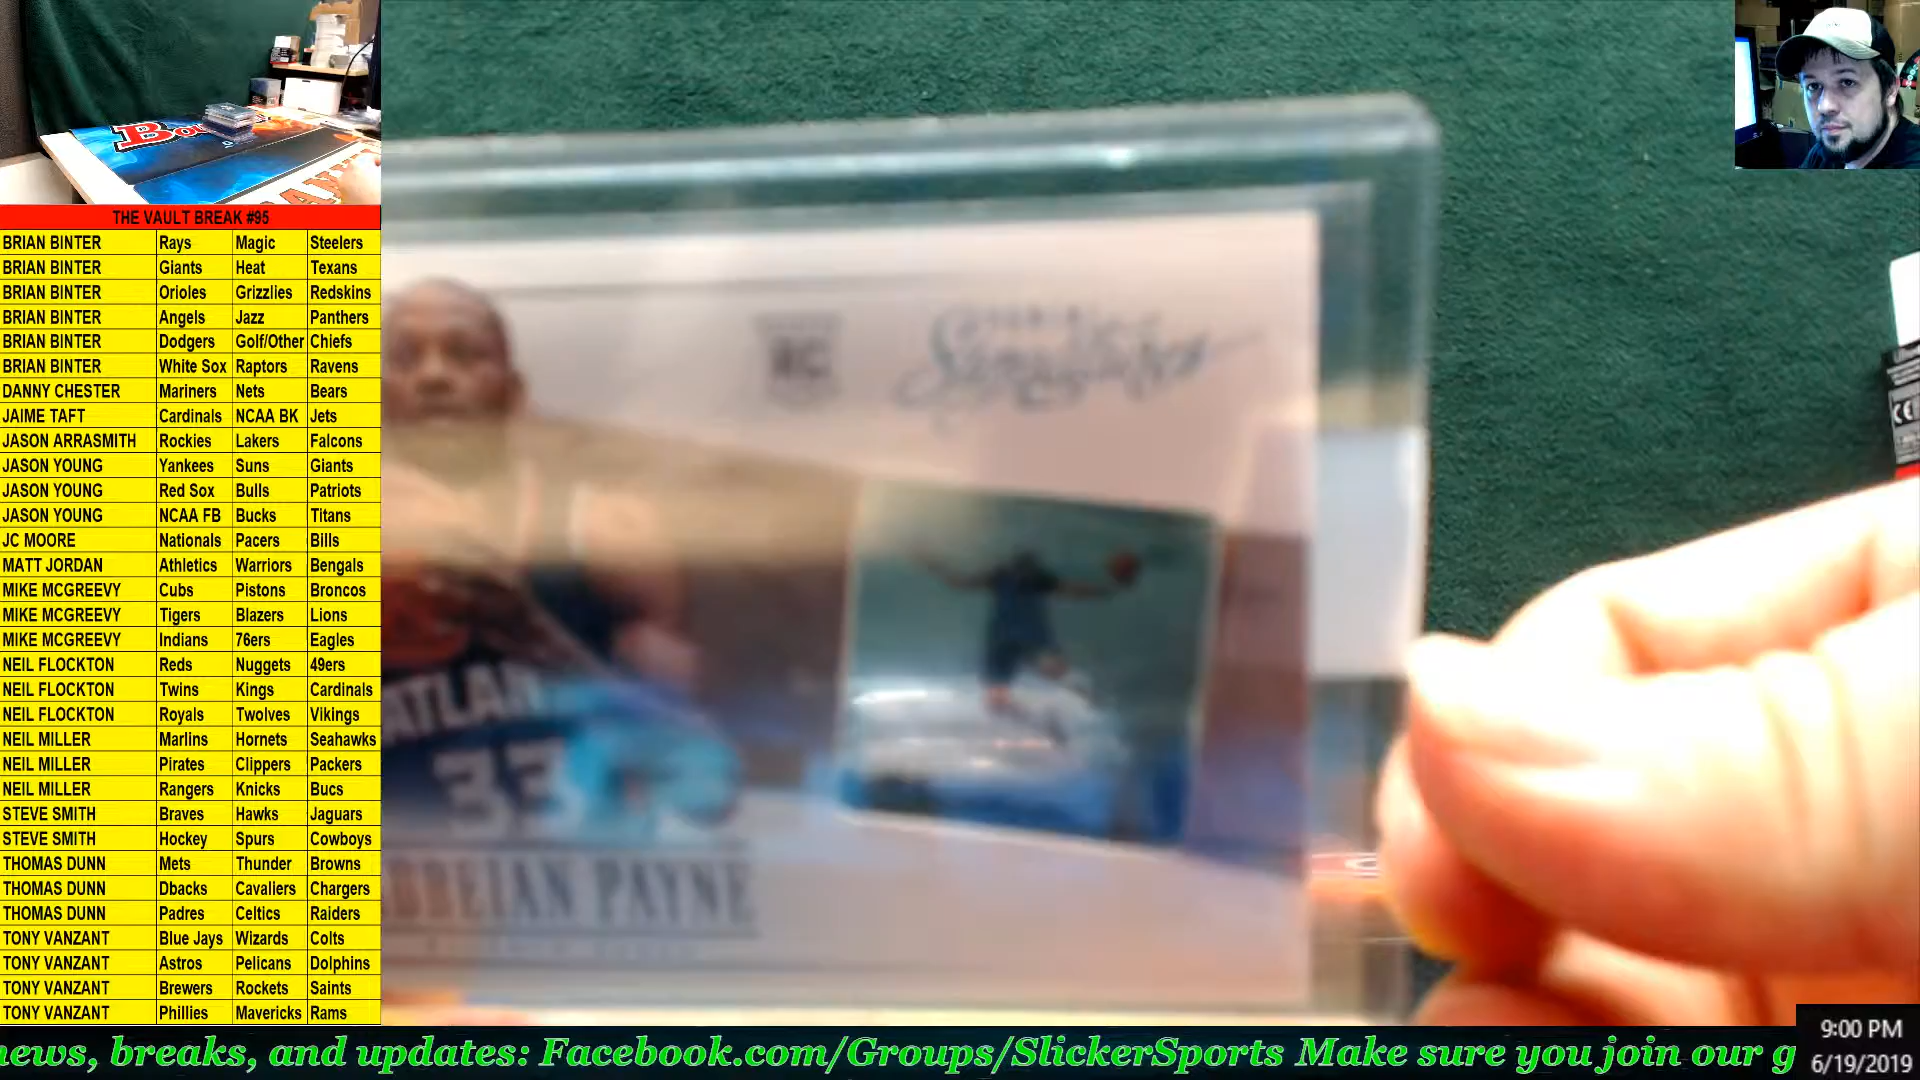 THE VAULT BREAK #95
BRIAN BINTER Rays Magic Steelers
BRIAN BINTER Giants Heat Texans
BRIAN BINTER Orioles Grizzlies Redskins
BRIAN BINTER Angels Jazz Panthers
BRIAN BINTER Dodgers Golf/Other Chiefs
BRIAN BINTER White Sox Raptors Ravens
DANNY CHESTER Mariners Nets Bears
JAIME TAFT Cardinals NCAA BK Jets
JASON ARRASMITH Rockies Lakers Falcons
JASON YOUNG Yankees Suns Giants
JASON YOUNG Red Sox Bulls Patriots
JASON YOUNG NCAA FB Bucks Titans
JC MOORE Nationals Pacers Bills
MATT JORDAN Athletics Warriors Bengals
MIKE MCGREEVY Cubs Pistons Broncos
MIKE MCGREEVY Tigers Blazers Lions
MIKE MCGREEVY Indians 76ers Eagles
NEIL FLOCKTON Reds Nuggets 49ers
NEIL FLOCKTON Twins Kings Cardinals
NEIL FLOCKTON Royals Twolves Vikings
NEIL MILLER Marlins Hornets Seahawks
NEIL MILLER Pirates Clippers Packers
NEIL MILLER Rangers Knicks Bucs
STEVE SMITH Braves Hawks Jaguars
STEVE SMITH Hockey Spurs Cowboys
THOMAS DUNN Mets Thunder Browns
THOMAS DUNN Dbacks Cavaliers Chargers
THOMAS DUNN Padres Celtics Raiders
TONY VANZANT Blue Jays Wizards Colts
TONY VANZANT Astros Pelicans Dolphins
TONY VANZANT Brewers Rockets Saints
TONY VANZANT Phillies Mavericks Rams
RC
Signatures
ATLAN
33
PAYNE
news, breaks, and updates: Facebook.com/Groups/SlickerSports Make sure you join our g
9:00 PM
6/19/2019